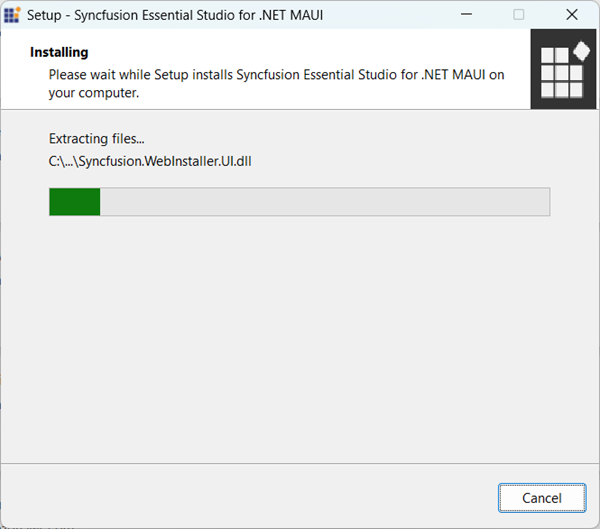 Setup - Syncfusion Essential Studio for .NET MAUI
Installing
Please wait while Setup installs Syncfusion Essential Studio for .NET MAUI on
your computer.
Extracting files...
C:\...\Syncfusion.WebInstaller.UI.dll
Cancel